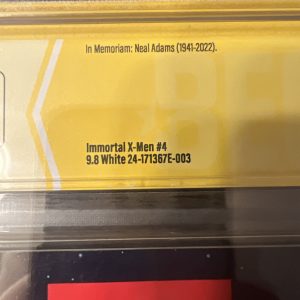 In Memoriam: Neal Adams (1941-2022).
Immortal X-Men #4
9.8 White 24-171367E-003